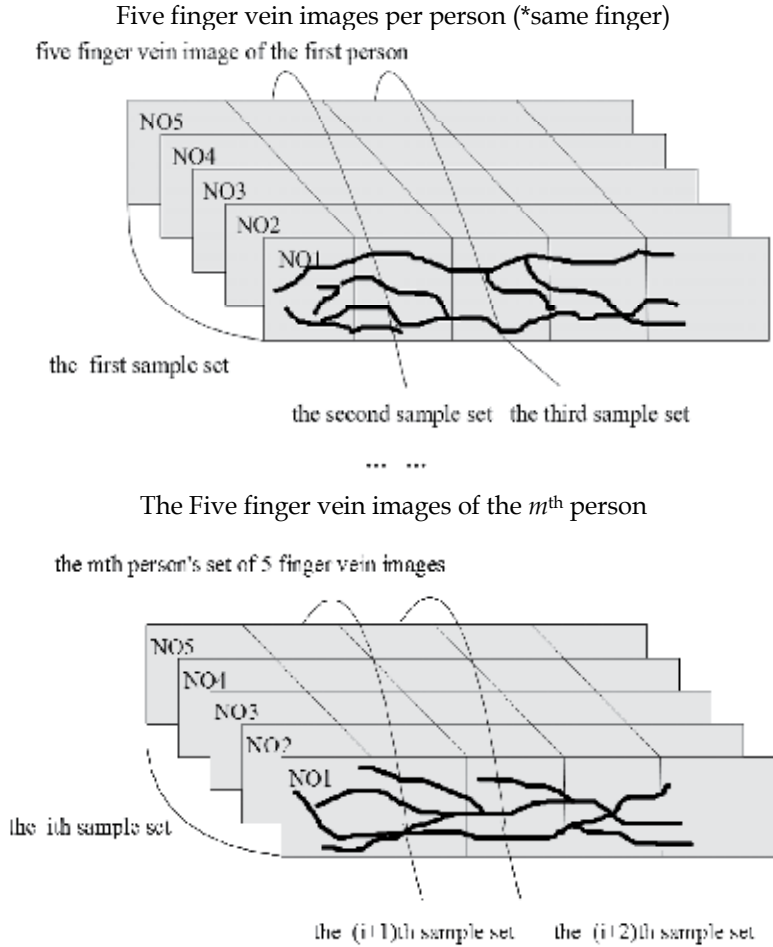 Five finger vein images per person (*same finger)
five finger vein image of the first person
NO5
NO4
NO3
NO2
NO1
the first sample set
the second sample set the third sample set
... ...
The Five finger vein images of the mth person
the mth person's set of 5 finger vein images
NO5
NO4
NO3
NO2
NO1
the ith sample set
the (i+1)th sample set the (i+2)th sample set